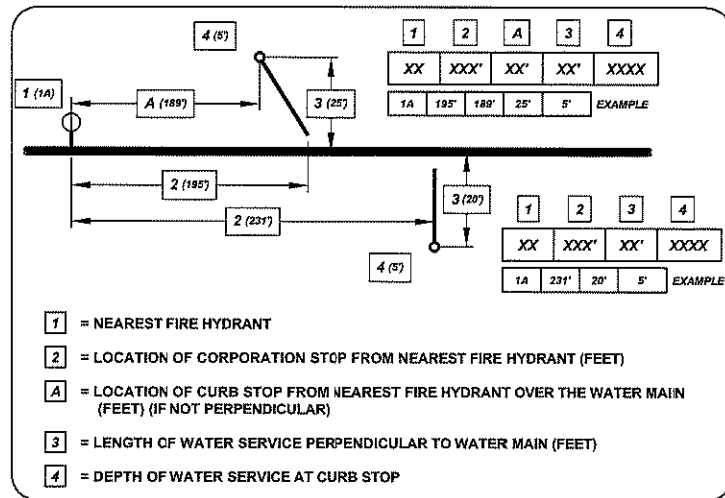 4 (5')
1 2 A 3 4
XX XXX' XX' XX' XXXX
1A 195' 189' 25' 5' EXAMPLE
1 (1A)
A (189')
3 (25')
2 (195')
2 (231')
3 (20')
4 (5')
1 2 3 4
XX XXX' XX' XXXX
1A 231' 20' 5' EXAMPLE
1 = NEAREST FIRE HYDRANT
2 = LOCATION OF CORPORATION STOP FROM NEAREST FIRE HYDRANT (FEET)
A = LOCATION OF CURB STOP FROM NEAREST FIRE HYDRANT OVER THE WATER MAIN
(FEET) (IF NOT PERPENDICULAR)
3 = LENGTH OF WATER SERVICE PERPENDICULAR TO WATER MAIN (FEET)
4 = DEPTH OF WATER SERVICE AT CURB STOP